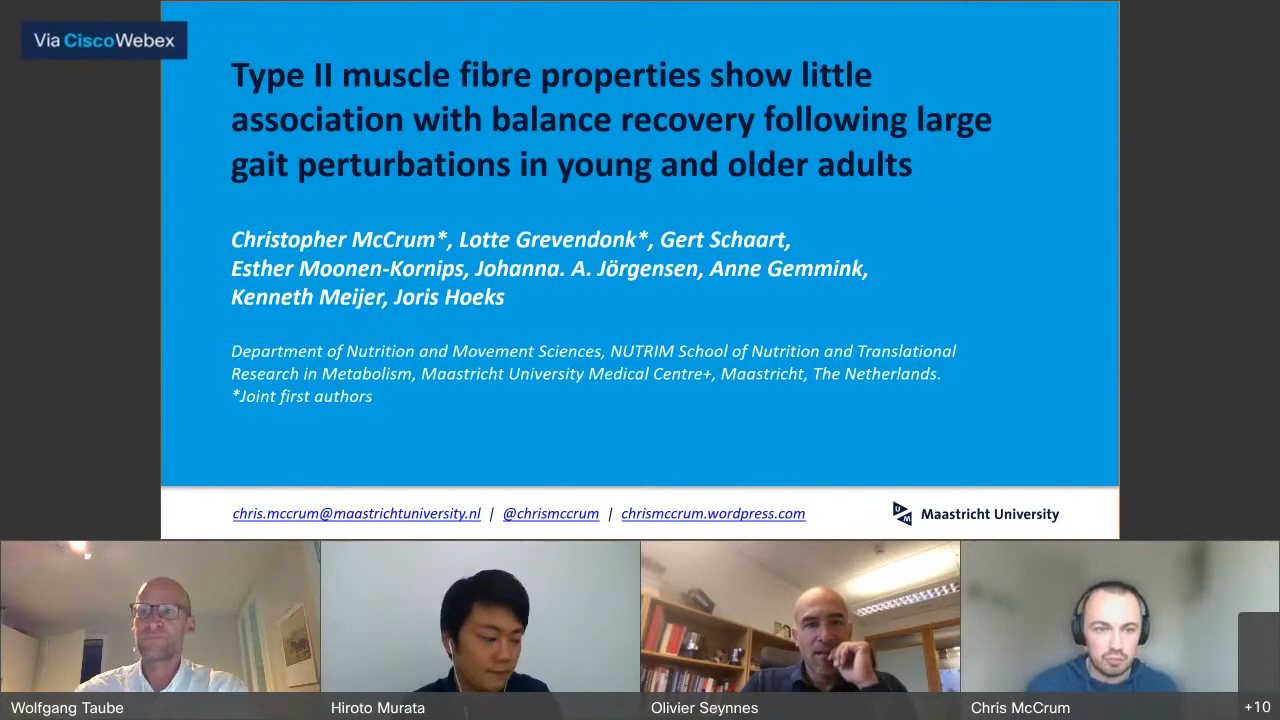 Via Cisco Webex
Type II muscle fibre properties show little
association with balance recovery following large
gait perturbations in young and older adults
Christopher McCrum*, Lotte Grevendonk*, Gert Schaart,
Esther Moonen-Kornips, Johanna. A. Jörgensen, Anne Gemmink,
Kenneth Meijer, Joris Hoeks
Department of Nutrition and Movement Sciences, NUTRIM School of Nutrition and Translational
Research in Metabolism, Maastricht University Medical Centre+, Maastricht, The Netherlands.
*Joint first authors
chris.mccrum@maastrichtuniversity.nl | @chrismccrum | chrismccrum.wordpress.com
UM Maastricht University
Wolfgang Taube
Hiroto Murata
Olivier Seynnes
Chris McCrum
+10